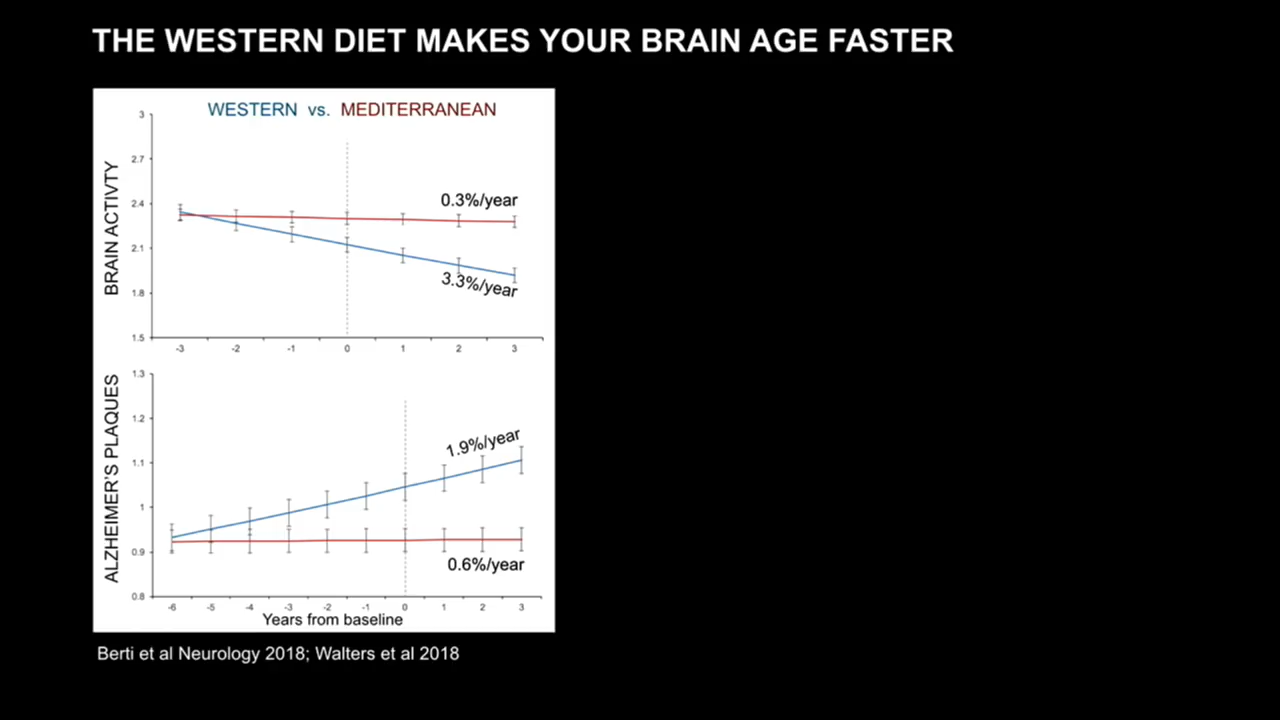 THE WESTERN DIET MAKES YOUR BRAIN AGE FASTER
WESTERN vs. MEDITERRANEAN
BRAIN ACTIVTY
3
2.7
2.4
2.1
1.8
1.5
0.3%/year
3.3%/year
-3 -2 -1 0 1 2 3
ALZHEIMER'S PLAQUES
1.3
1.2
1.1
1
0.9
0.8
1.9%/year
0.6%/year
-6 -5 -4 -3 -2 -1 0 1 2 3
Years from baseline
Berti et al Neurology 2018; Walters et al 2018